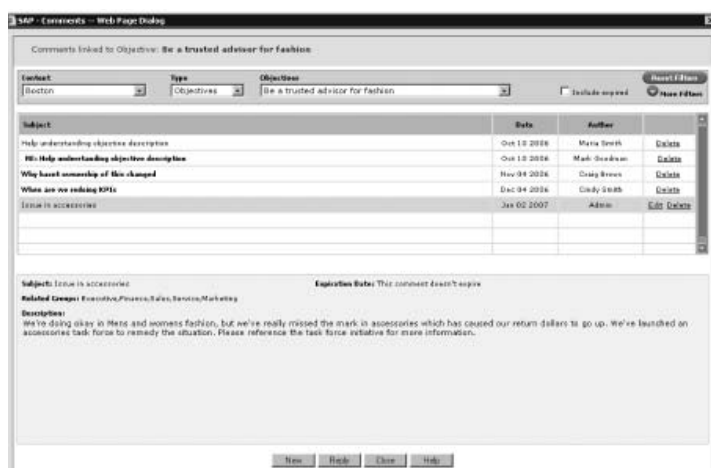 SAP - Comments -- Web Page Dialog
Comments linked to Objective: Be a trusted advisor for fashion
Context Type Objectives Reset Filters
Boston Objectives Be a trusted advisor for fashion Include expired More Filters
Subject Date Author
Help understanding objective description Oct 10 2006 Maria Smith Delete
RE: Help understanding objective description Oct 13 2006 Mark Goodman Delete
Why hasnt ownership of this changed Nov 04 2006 Craig Brown Delete
When are we redoing KPIs Dec 04 2006 Cindy Smith Delete
Issue in accessories Jan 02 2007 Admin Edit Delete
Subject: Issue in accessories Expiration Date: This comment doesn't expire
Related Groups: Executive,Finance,Sales,Service,Marketing
Description:
We're doing okay in Mens and womens fashion, but we've really missed the mark in accessories which has caused our return dollars to go up. We've launched an
accessories task force to remedy the situation. Please reference the task force initiative for more information.
New Reply Close Help